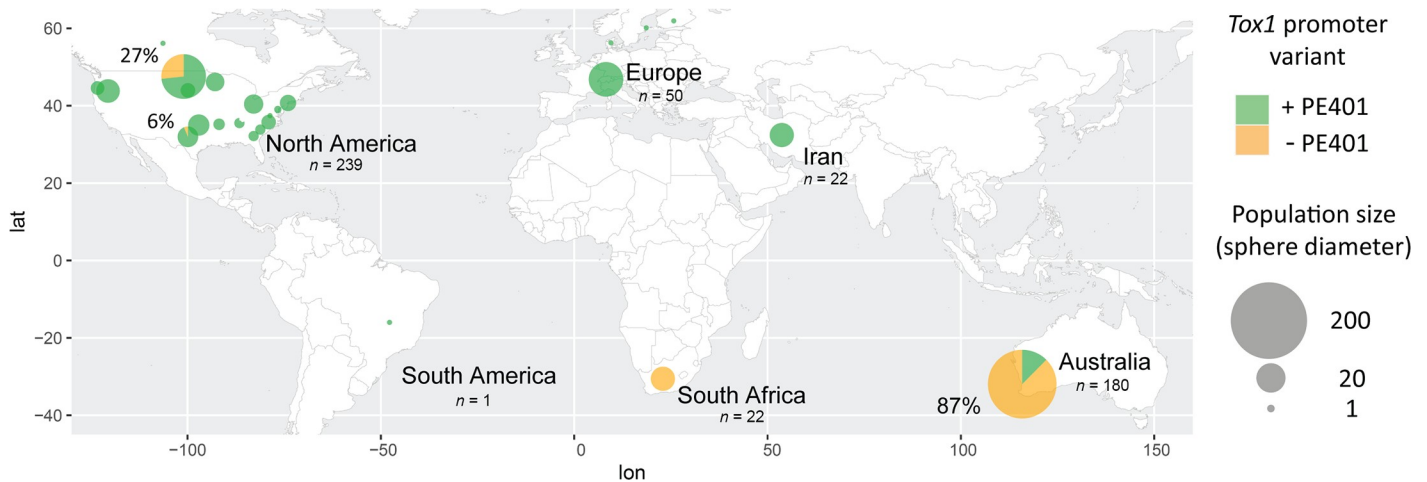 60
40
20
0
−20
−40
lat
−100
−50
0
50
100
150
lon
27%
6%
North America
n = 239
Europe
n = 50
Iran
n = 22
South America
n = 1
South Africa
n = 22
Australia
n = 180
87%
Tox1 promoter
variant
+ PE401
- PE401
Population size
(sphere diameter)
200
20
1